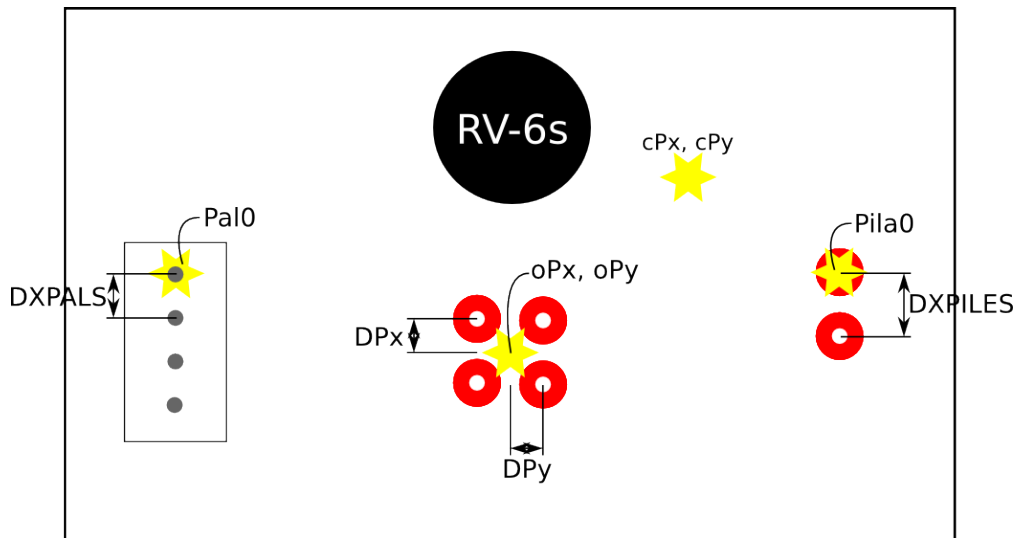 RV-6s
cPx, cPy
Pal0
Pila0
oPx, oPy
DXPALS
DXPILES
DPx
DPy